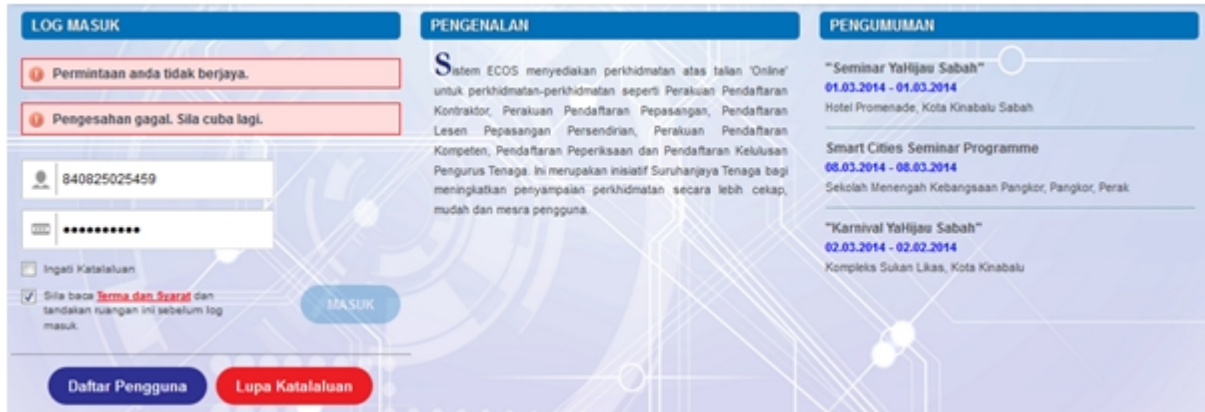 LOG MASUK
Permintaan anda tidak berjaya.
Pengesahan gagal. Sila cuba lagi.
840825025459
••••••••••
Ingati Katalaluan
Sila baca Terma dan Syarat dan
tandakan ruangan ini sebelum log
masuk.
MASUK
Daftar Pengguna
Lupa Katalaluan
PENGENALAN
Sistem ECOS menyediakan perkhidmatan atas talian 'Online'
untuk perkhidmatan-perkhidmatan seperti Perakuan Pendaftaran
Kontraktor, Perakuan Pendaftaran Pepasangan, Pendaftaran
Lesen Pepasangan Persendirian, Perakuan Pendaftaran
Kompeten, Pendaftaran Peperiksaan dan Pendaftaran Kelulusan
Pengurus Tenaga. Ini merupakan inisiatif Suruhanjaya Tenaga bagi
meningkatkan penyampaian perkhidmatan secara lebih cekap,
mudah dan mesra pengguna.
PENGUMUMAN
"Seminar YaHijau Sabah"
01.03.2014 - 01.03.2014
Hotel Promenade, Kota Kinabalu Sabah
Smart Cities Seminar Programme
08.03.2014 - 08.03.2014
Sekolah Menengah Kebangsaan Pangkor, Pangkor, Perak
"Karnival YaHijau Sabah"
02.03.2014 - 02.02.2014
Kompleks Sukan Likas, Kota Kinabalu